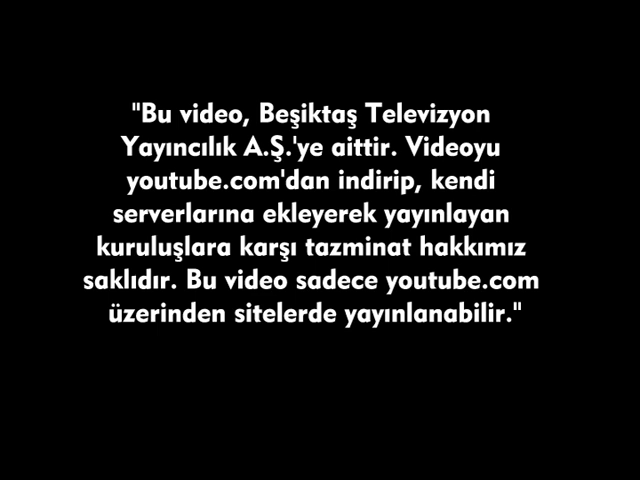 "Bu video, Beşiktaş Televizyon
Yayıncılık A.Ş.'ye aittir. Videoyu
youtube.com'dan indirip, kendi
serverlarına ekleyerek yayınlayan
kuruluşlara karşı tazminat hakkımız
saklıdır. Bu video sadece youtube.com
üzerinden sitelerde yayınlanabilir."